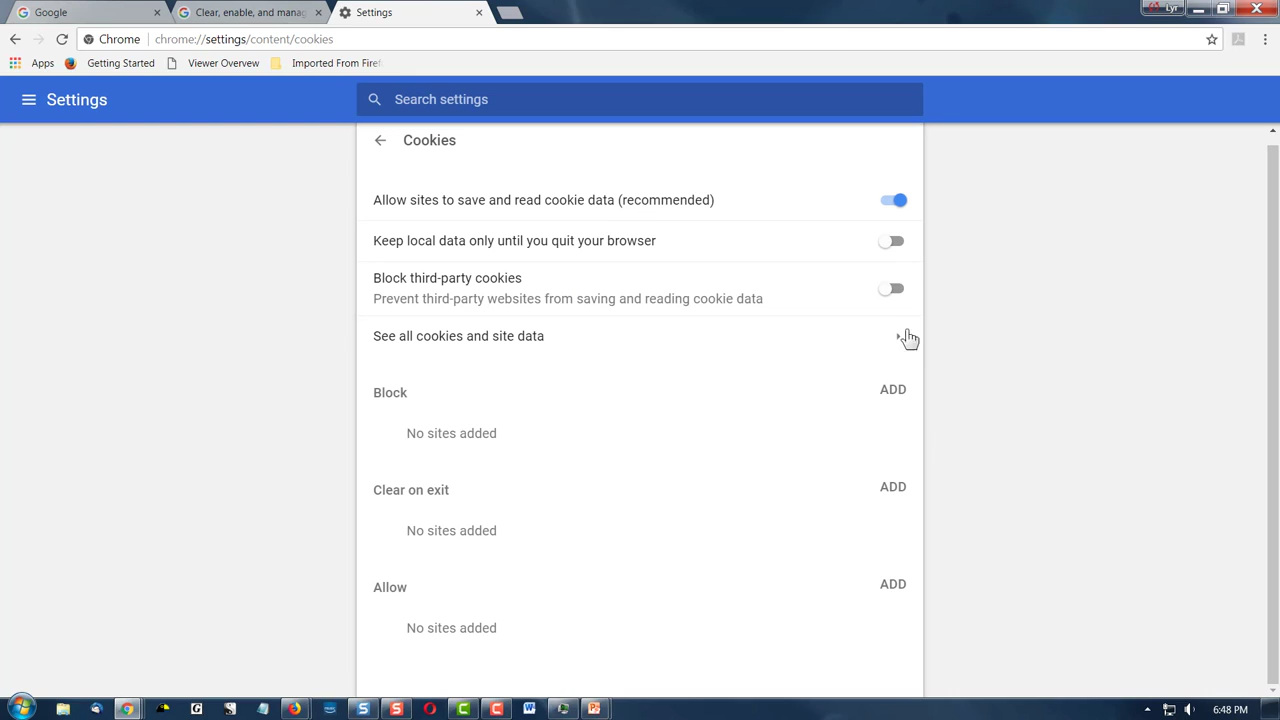 Google
Clear, enable, and manag
Settings
Lyr
Chrome chrome://settings/content/cookies
Apps Getting Started Viewer Overview Imported From Firef
Settings
Search settings
Cookies
Allow sites to save and read cookie data (recommended)
Keep local data only until you quit your browser
Block third-party cookies
Prevent third-party websites from saving and reading cookie data
See all cookies and site data
Block ADD
No sites added
Clear on exit ADD
No sites added
Allow ADD
No sites added
6:48 PM